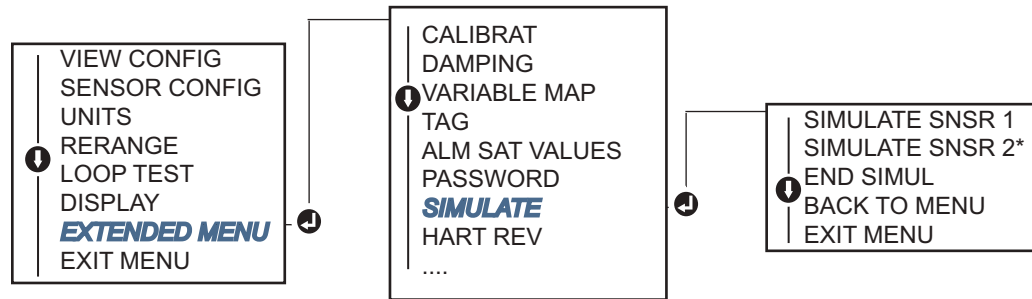 VIEW CONFIG
SENSOR CONFIG
UNITS
RERANGE
LOOP TEST
DISPLAY
EXTENDED MENU
EXIT MENU
CALIBRAT
DAMPING
VARIABLE MAP
TAG
ALM SAT VALUES
PASSWORD
SIMULATE
HART REV
....
SIMULATE SNSR 1
SIMULATE SNSR 2*
END SIMUL
BACK TO MENU
EXIT MENU